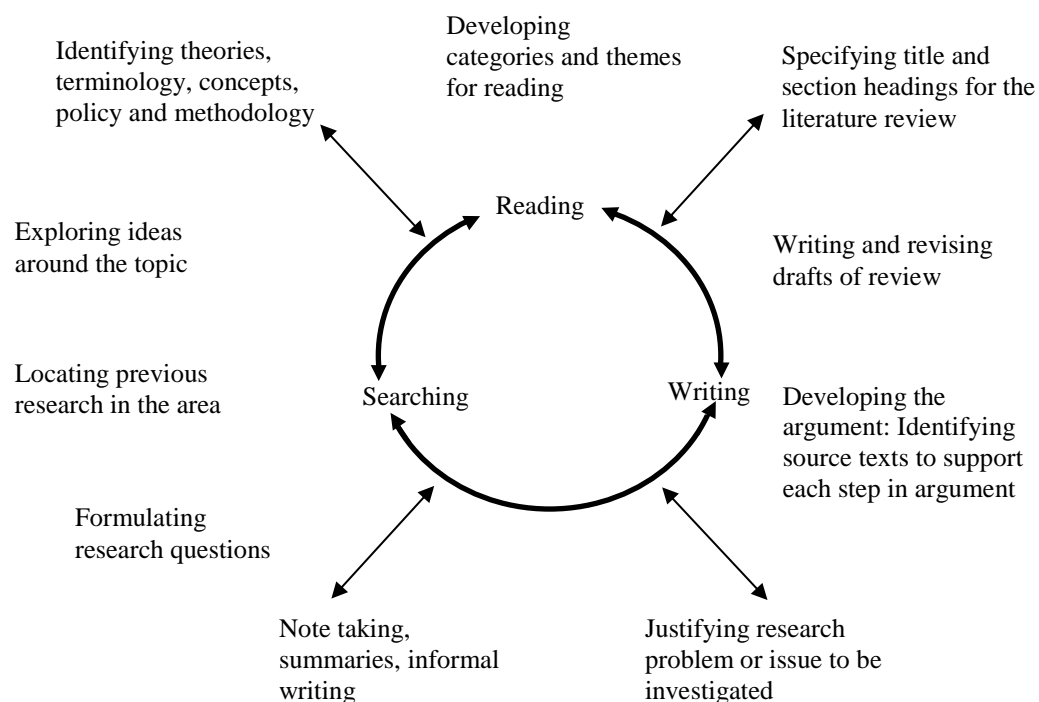 Developing
categories and themes
for reading
Identifying theories,
terminology, concepts,
policy and methodology
Specifying title and
section headings for the
literature review
Reading
Exploring ideas
around the topic
Writing and revising
drafts of review
Locating previous
research in the area
Searching
Writing
Developing the
argument: Identifying
source texts to support
each step in argument
Formulating
research questions
Note taking,
summaries, informal
writing
Justifying research
problem or issue to be
investigated